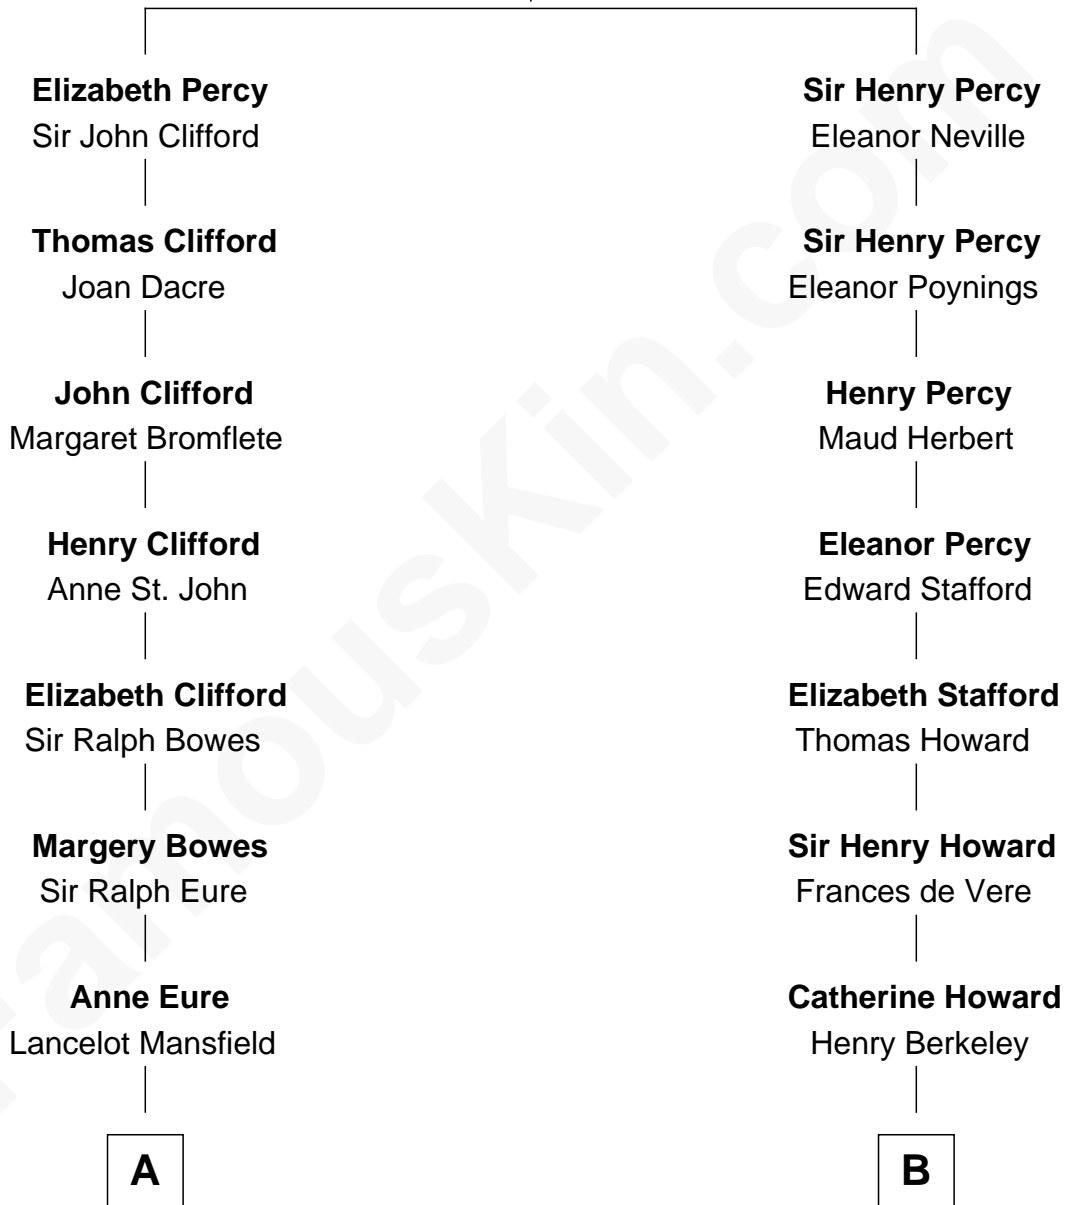 Elizabeth Percy
Sir John Clifford
Thomas Clifford
Joan Dacre
John Clifford
Margaret Bromflete
Henry Clifford
Anne St. John
Elizabeth Clifford
Sir Ralph Bowes
Margery Bowes
Sir Ralph Eure
Anne Eure
Lancelot Mansfield
A
Sir Henry Percy
Eleanor Neville
Sir Henry Percy
Eleanor Poynings
Henry Percy
Maud Herbert
Eleanor Percy
Edward Stafford
Elizabeth Stafford
Thomas Howard
Sir Henry Howard
Frances de Vere
Catherine Howard
Henry Berkeley
B
FamousKin.com